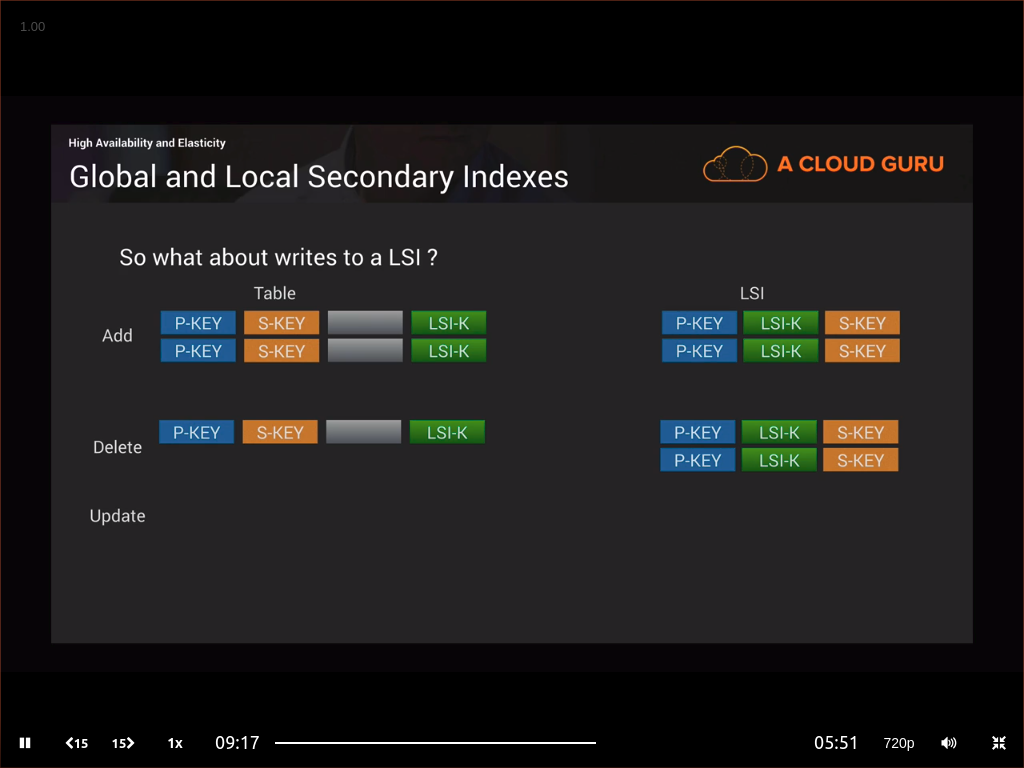 1.00
High Availability and Elasticity
Global and Local Secondary Indexes
A CLOUD GURU
So what about writes to a LSI ?
Table LSI
Add
P-KEY S-KEY LSI-K P-KEY LSI-K S-KEY
P-KEY S-KEY LSI-K P-KEY LSI-K S-KEY
Delete
P-KEY S-KEY LSI-K P-KEY LSI-K S-KEY
P-KEY LSI-K S-KEY
Update
15 15 1x 09:17 05:51 720p